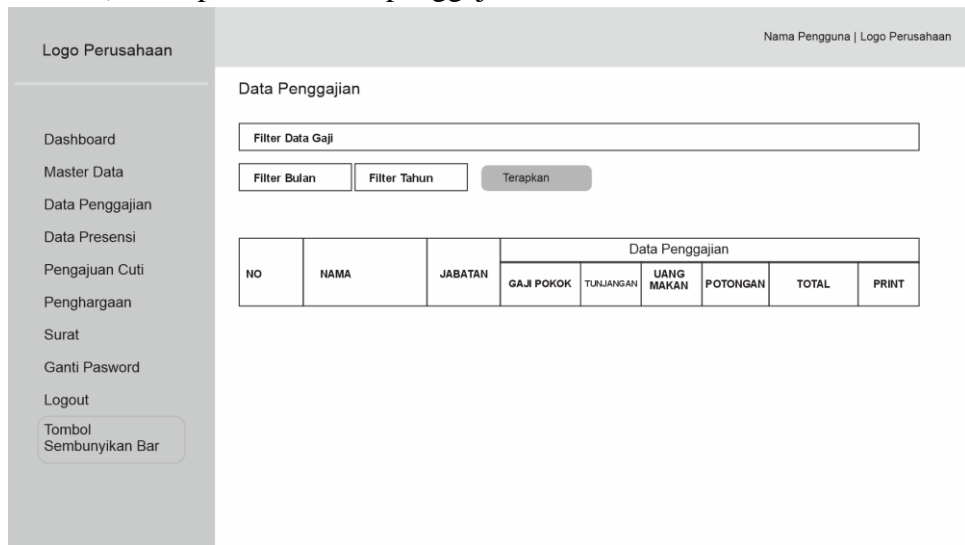 Logo Perusahaan
Nama Pengguna | Logo Perusahaan
Data Penggajian
Dashboard
Master Data
Data Penggajian
Data Presensi
Pengajuan Cuti
Penghargaan
Surat
Ganti Pasword
Logout
Tombol
Sembunyikan Bar
Filter Data Gaji
Filter Bulan
Filter Tahun
Terapkan
Data Penggajian
NO
NAMA
JABATAN
GAJI POKOK
TUNJANGAN
UANG
MAKAN
POTONGAN
TOTAL
PRINT